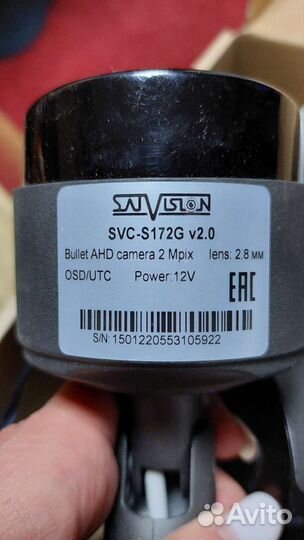 SATVISION
SVC-S172G v2.0
Bullet AHD camera 2 Mpix lens: 2.8 мм
OSD/UTC Power:12V
EAC
S/N: 1501220553105922
Avito